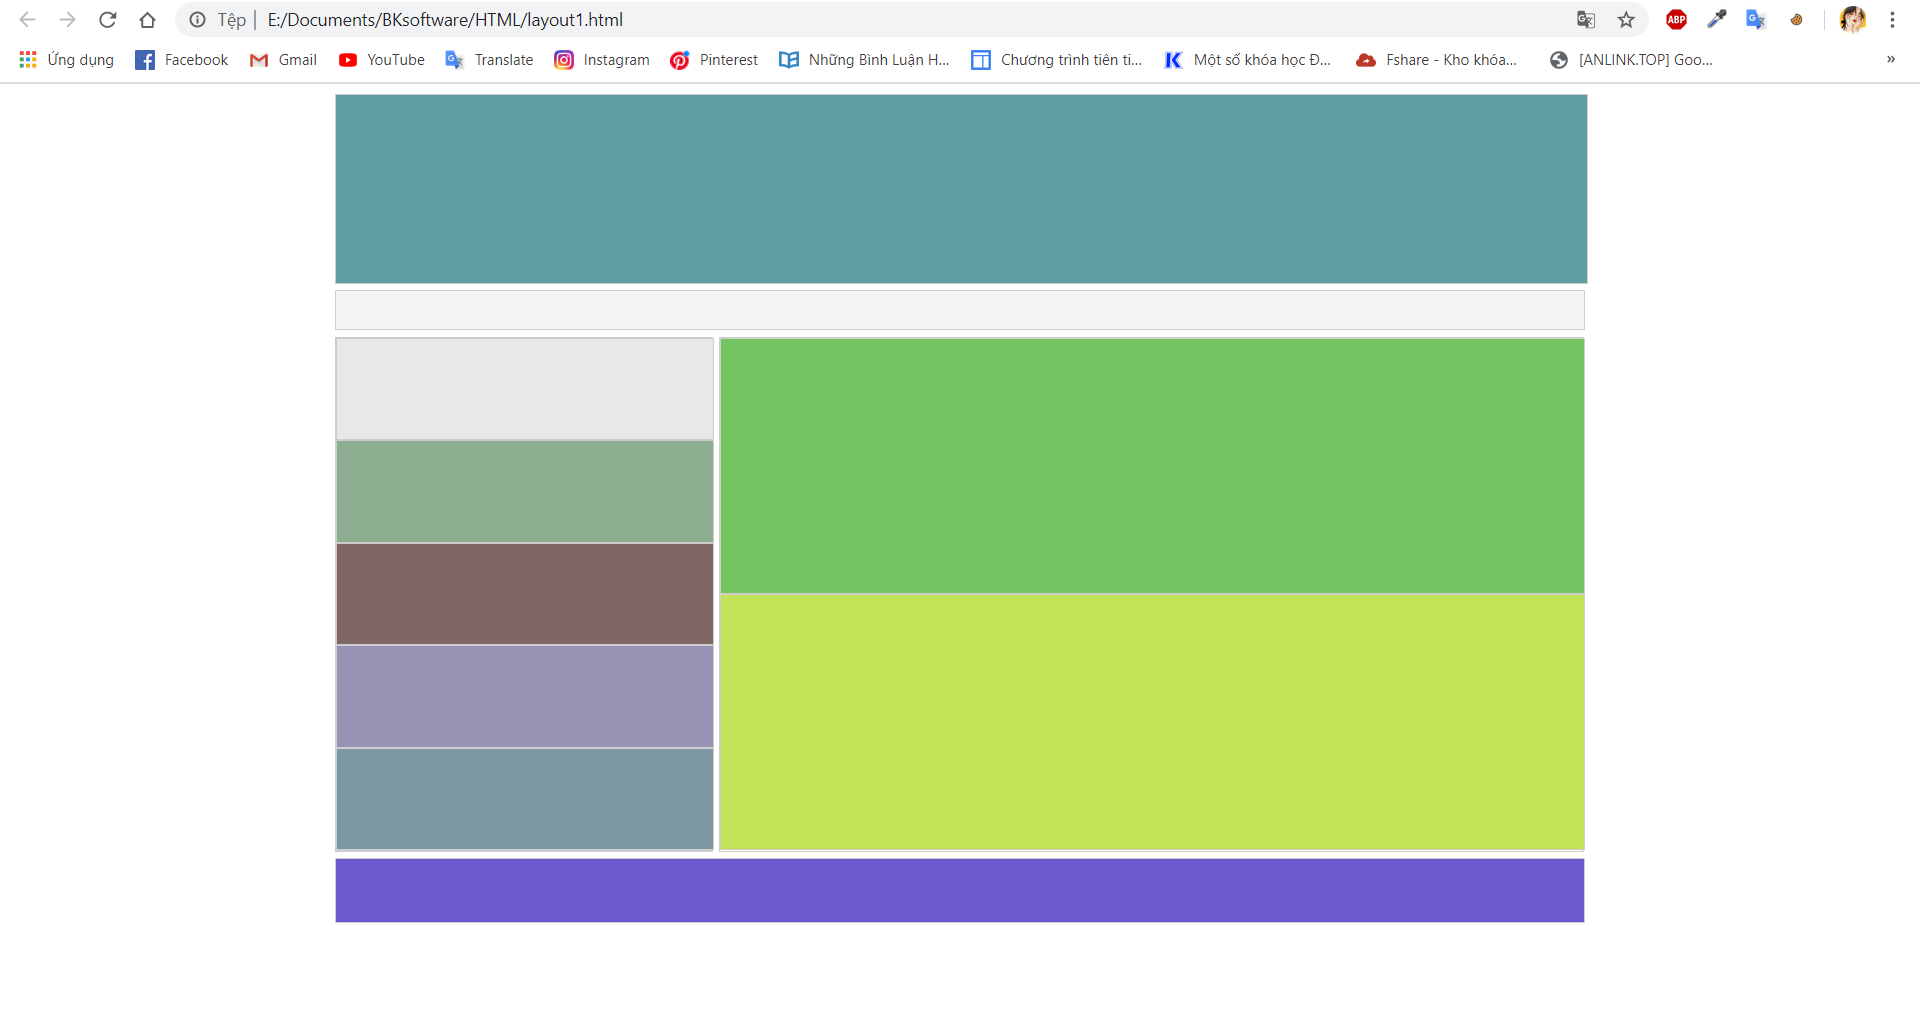 Tệp | E:/Documents/BKsoftware/HTML/layout1.html
ABP
Ứng dụng Facebook Gmail YouTube Translate Instagram Pinterest Những Bình Luận H... Chương trình tiên ti... Một số khóa học Đ... Fshare - Kho khóa... [ANLINK.TOP] Goo... »